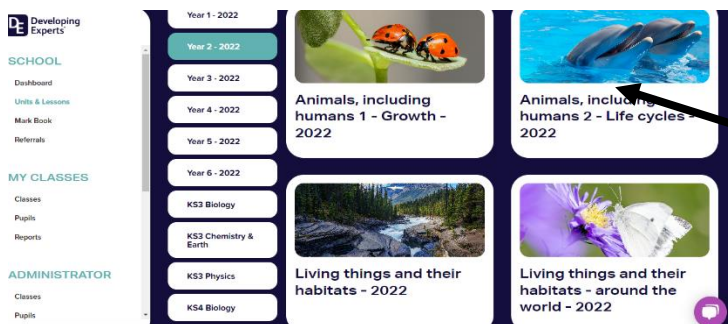 Developing
Experts
SCHOOL
Dashboard
Units & Lessons
Mark Book
Referrals
MY CLASSES
Classes
Pupils
Reports
ADMINISTRATOR
Classes
Pupils
Year 1 - 2022
Year 2 - 2022
Year 3 - 2022
Year 4 - 2022
Year 5 - 2022
Year 6 - 2022
KS3 Biology
KS3 Chemistry &
Earth
KS3 Physics
KS4 Biology
Animals, including
humans 1 - Growth -
2022
Animals, including
humans 2 - Life cycles -
2022
Living things and their
habitats - 2022
Living things and their
habitats - around the
world - 2022